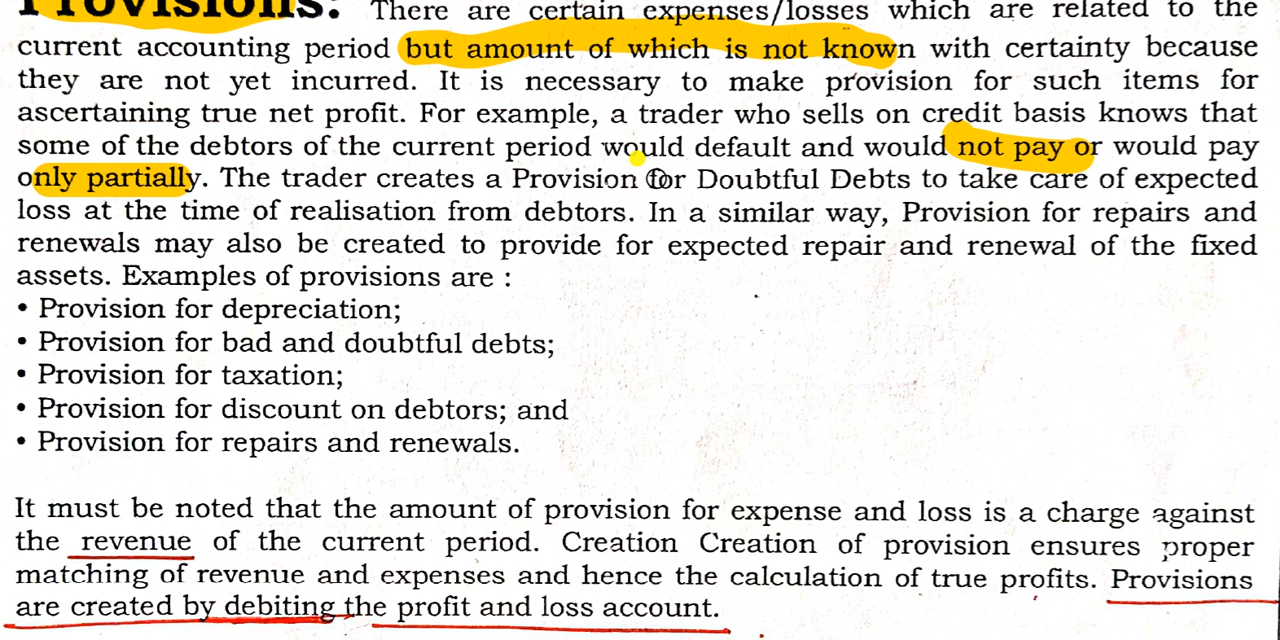 Provisions: There are certain expenses/losses which are related to the
current accounting period but amount of which is not known with certainty because
they are not yet incurred. It is necessary to make provision for such items for
ascertaining true net profit. For example, a trader who sells on credit basis knows that
some of the debtors of the current period would default and would not pay or would pay
only partially. The trader creates a Provision for Doubtful Debts to take care of expected
loss at the time of realisation from debtors. In a similar way, Provision for repairs and
renewals may also be created to provide for expected repair and renewal of the fixed
assets. Examples of provisions are :
• Provision for depreciation;
• Provision for bad and doubtful debts;
• Provision for taxation;
• Provision for discount on debtors; and
• Provision for repairs and renewals.
It must be noted that the amount of provision for expense and loss is a charge against
the revenue of the current period. Creation Creation of provision ensures proper
matching of revenue and expenses and hence the calculation of true profits. Provisions
are created by debiting the profit and loss account.